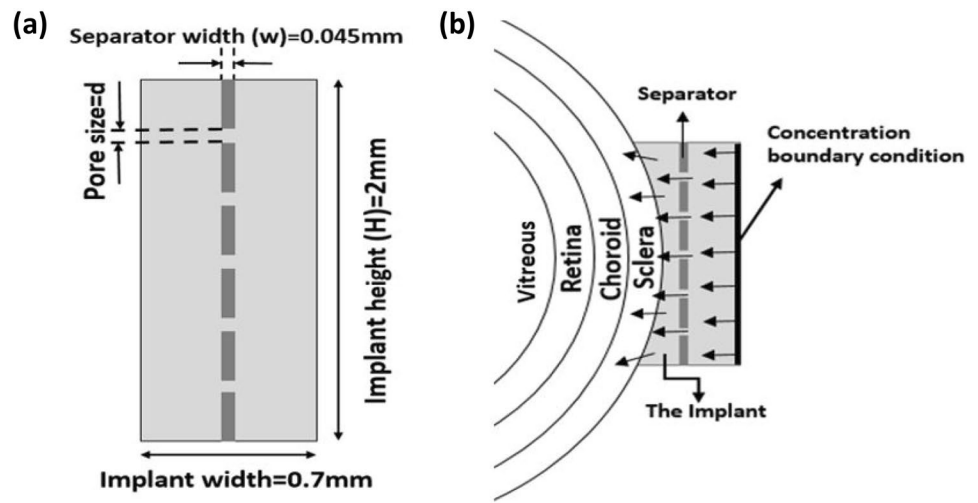 (a)
Separator width (w)=0.045mm
Pore size=d
Implant height (H)=2mm
Implant width=0.7mm
(b)
Separator
Concentration
boundary condition
Vitreous
Retina
Choroid
Sclera
The Implant